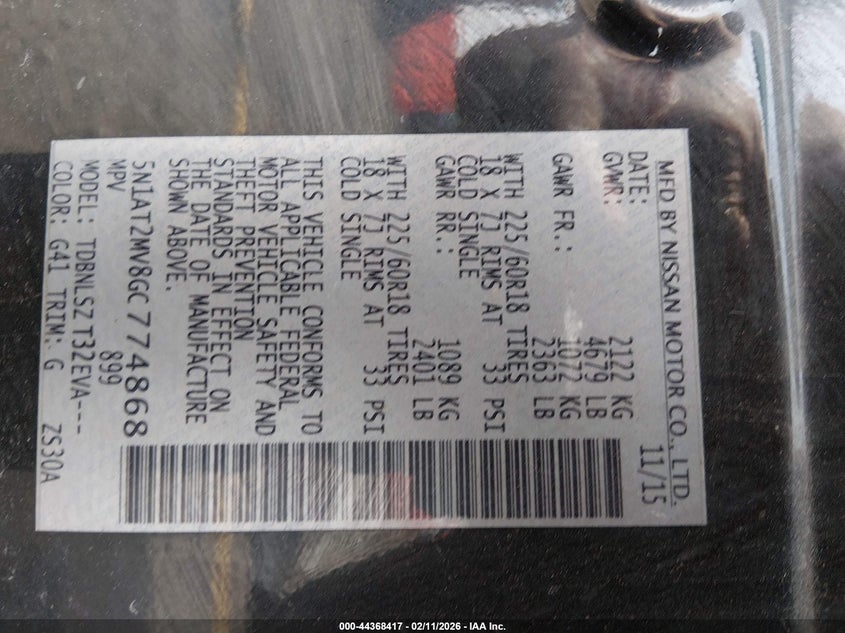 MFD BY NISSAN MOTOR CO., LTD.
DATE: 11/15
GVWR: 2122 KG
4679 LB
GAWR FR.: 1077 KG
2363 LB
WITH 225/60R18 TIRES
18 X 7J RIMS AT 33 PSI
COLD SINGLE
GAWR RR.: 1089 KG
2401 LB
WITH 225/60R18 TIRES
18 X 7J RIMS AT 33 PSI
COLD SINGLE
THIS VEHICLE CONFORMS TO
ALL APPLICABLE FEDERAL
MOTOR VEHICLE SAFETY AND
THEFT PREVENTION
STANDARDS IN EFFECT ON
THE DATE OF MANUFACTURE
SHOWN ABOVE.
5N1AT2MV8GC774868
MPV 899
MODEL: TDBNLSZ T32EVA---
COLOR: G41 TRIM: G ZS30A
000-44368417 - 02/11/2026 - IAA Inc.